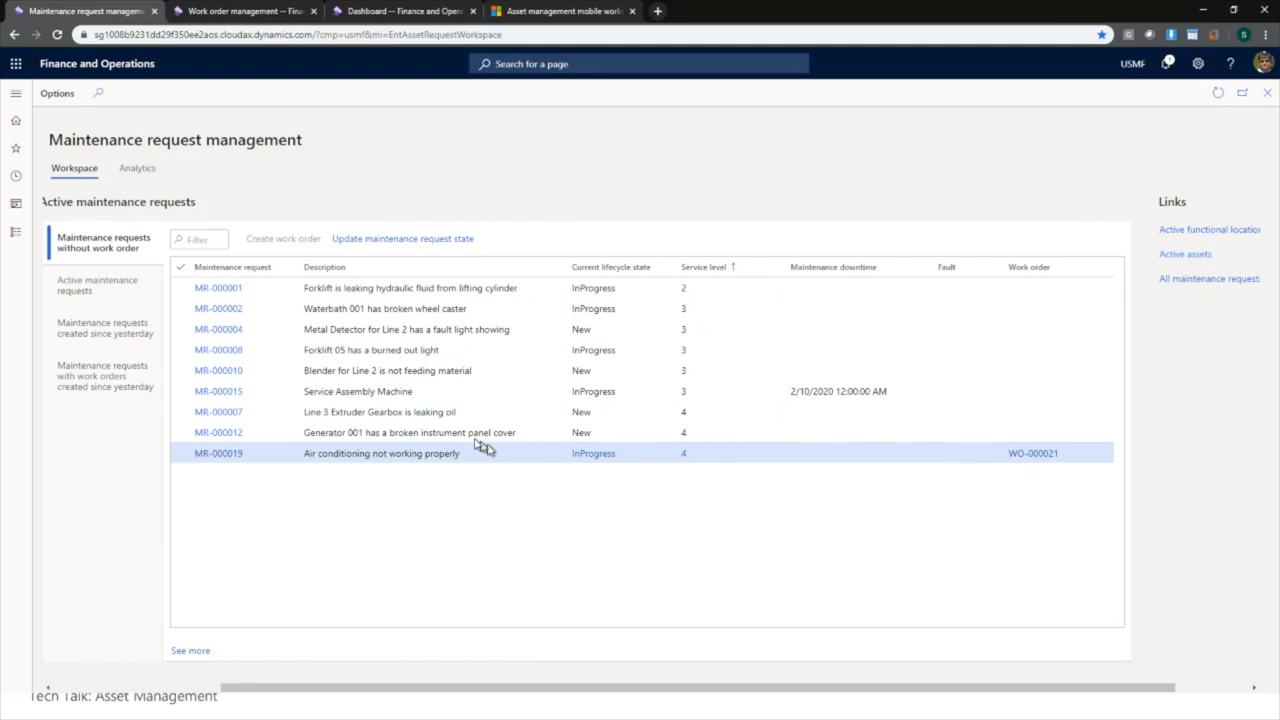 Maintenance request manageme
Work order management -- Fina
Dashboard -- Finance and Opera
Asset management mobile work
sg1008b9231dd29f350ee2aos.cloudax.dynamics.com/?cmp=usmf&mi=EntAssetRequestWorkspace
S
Finance and Operations
Search for a page
USMF
1
?
Options
Maintenance request management
Workspace
Analytics
Active maintenance requests
Maintenance requests
without work order
Active maintenance
requests
Maintenance requests
created since yesterday
Maintenance requests
with work orders
created since yesterday
Filter
Create work order
Update maintenance request state
Maintenance request Description Current lifecycle state Service level ↑ Maintenance downtime Fault Work order
MR-000001 Forklift is leaking hydraulic fluid from lifting cylinder InProgress 2
MR-000002 Waterbath 001 has broken wheel caster InProgress 3
MR-000004 Metal Detector for Line 2 has a fault light showing New 3
MR-000008 Forklift 05 has a burned out light InProgress 3
MR-000010 Blender for Line 2 is not feeding material New 3
MR-000015 Service Assembly Machine InProgress 3 2/10/2020 12:00:00 AM
MR-000007 Line 3 Extruder Gearbox is leaking oil New 4
MR-000012 Generator 001 has a broken instrument panel cover New 4
MR-000019 Air conditioning not working properly InProgress 4 WO-000021
See more
Links
Active functional location
Active assets
All maintenance request:
Tech Talk: Asset Management